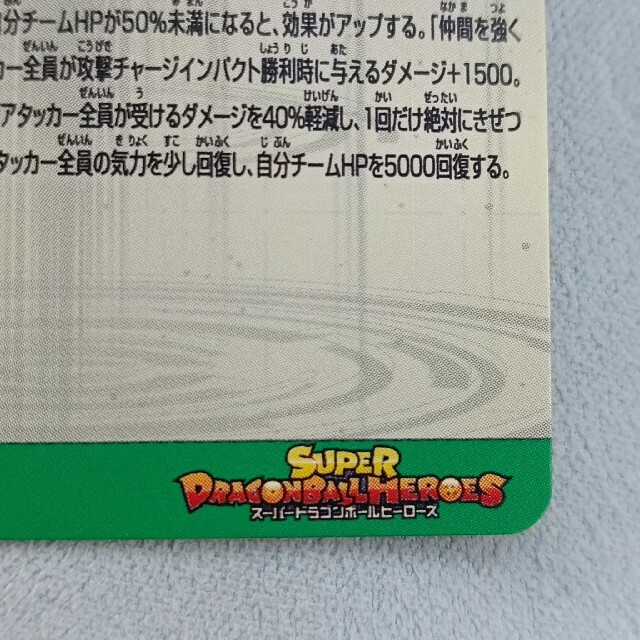 自分チームHPが50%未満になると、効果がアップする。「仲間を強く
カー全員が攻撃チャージインパクト勝利時に与えるダメージ+1500。
アタッカー全員が受けるダメージを40%軽減し、1回だけ絶対にきぜつ
タッカー全員の気力を少し回復し、自分チームHPを5000回復する。
SUPER
DRAGONBALL HEROES
スーパードラゴンボールヒーローズ